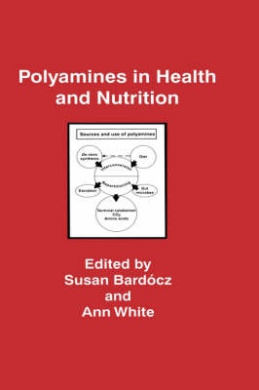 Polyamines in Health
and Nutrition
Sources and use of polyamines
De novo
synthesis
Diet
Interconversion
Excretion
Gut
microbes
Terminal catabolism
CO₂
Amino acids
Edited by
Susan Bardócz
and
Ann White